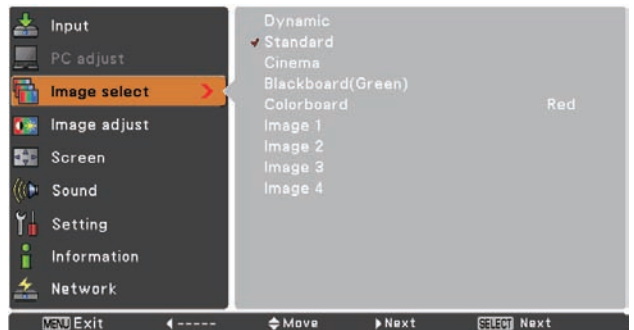 Input
PC adjust
Image select
Image adjust
Screen
Sound
Setting
Information
Network
Dynamic
Standard
Cinema
Blackboard(Green)
Colorboard Red
Image 1
Image 2
Image 3
Image 4
MENU Exit ----- Move Next SELECT Next